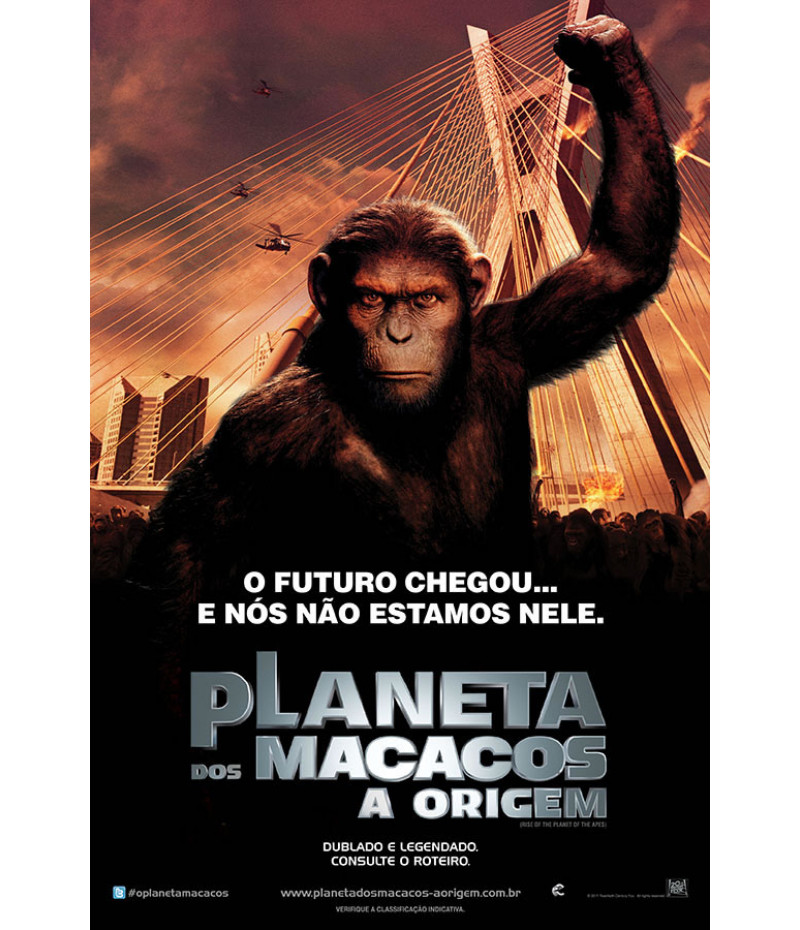 O FUTURO CHEGOU...
E NÓS NÃO ESTAMOS NELE.
PLANETA
DOS MACACOS
A ORIGEM
(RISE OF THE PLANET OF THE APES)
DUBLADO E LEGENDADO.
CONSULTE O ROTEIRO.
#oplanetamacacos
www.planetadosmacacos-aorigem.com.br
VERIFIQUE A CLASSIFICAÇÃO INDICATIVA.